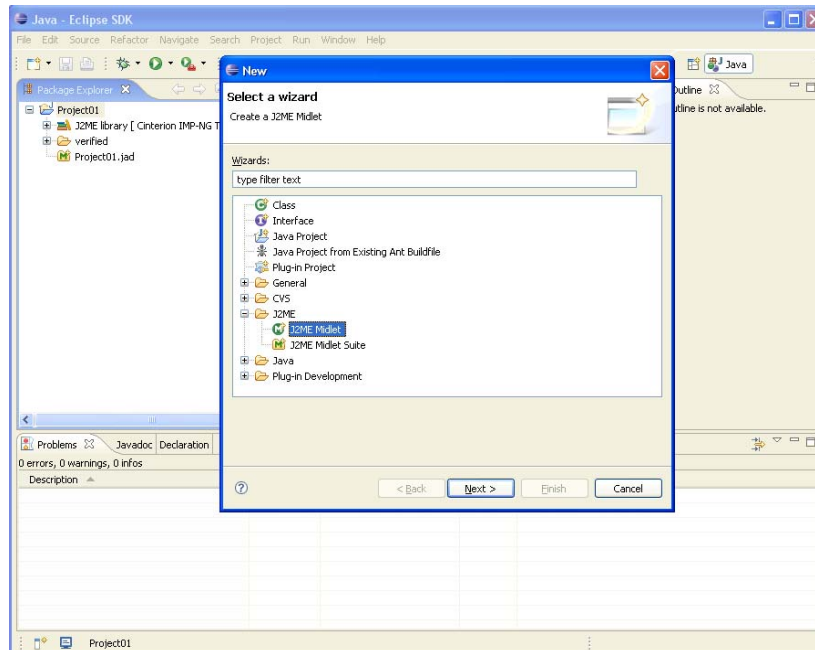 Java - Eclipse SDK
File Edit Source Refactor Navigate Search Project Run Window Help
Java
Package Explorer
Project01
J2ME library [ Cinterion IMP-NG T
verified
Project01.jad
New
Select a wizard
Create a J2ME Midlet
Wizards:
type filter text
Class
Interface
Java Project
Java Project from Existing Ant Buildfile
Plug-in Project
General
CVS
J2ME
J2ME Midlet
J2ME Midlet Suite
Java
Plug-in Development
< Back Next > Finish Cancel
utline
utline is not available.
Problems Javadoc Declaration
0 errors, 0 warnings, 0 infos
Description
Project01